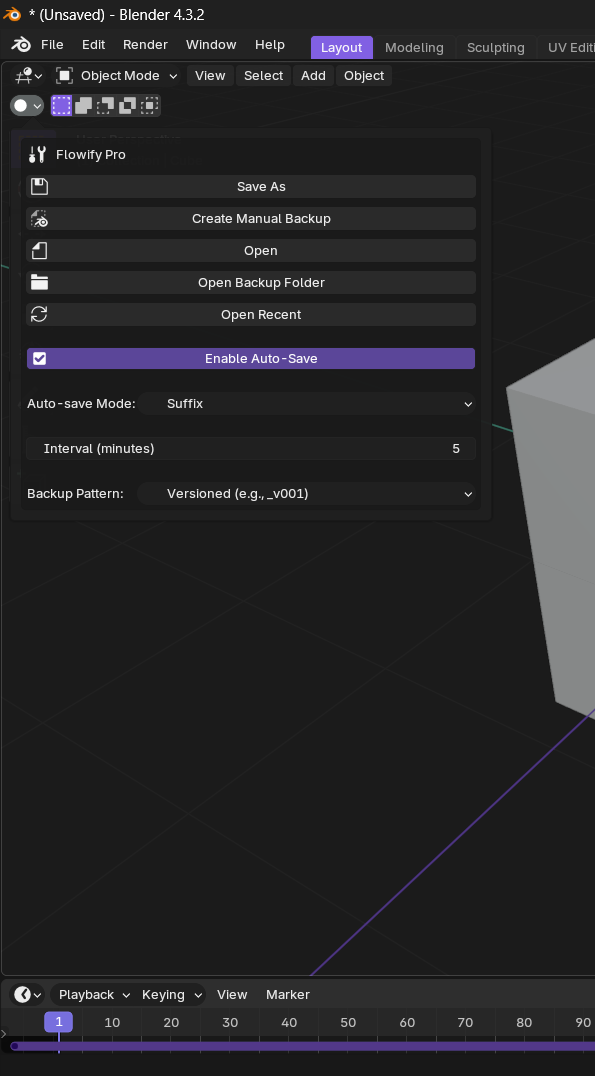 * (Unsaved) - Blender 4.3.2
File Edit Render Window Help Layout Modeling Sculpting UV Editi
Object Mode View Select Add Object
User Perspective
Flowify Pro
Save As
Create Manual Backup
Open
Open Backup Folder
Open Recent
Enable Auto-Save
Auto-save Mode: Suffix
Interval (minutes) 5
Backup Pattern: Versioned (e.g., _v001)
Playback Keying View Marker
1 10 20 30 40 50 60 70 80 90